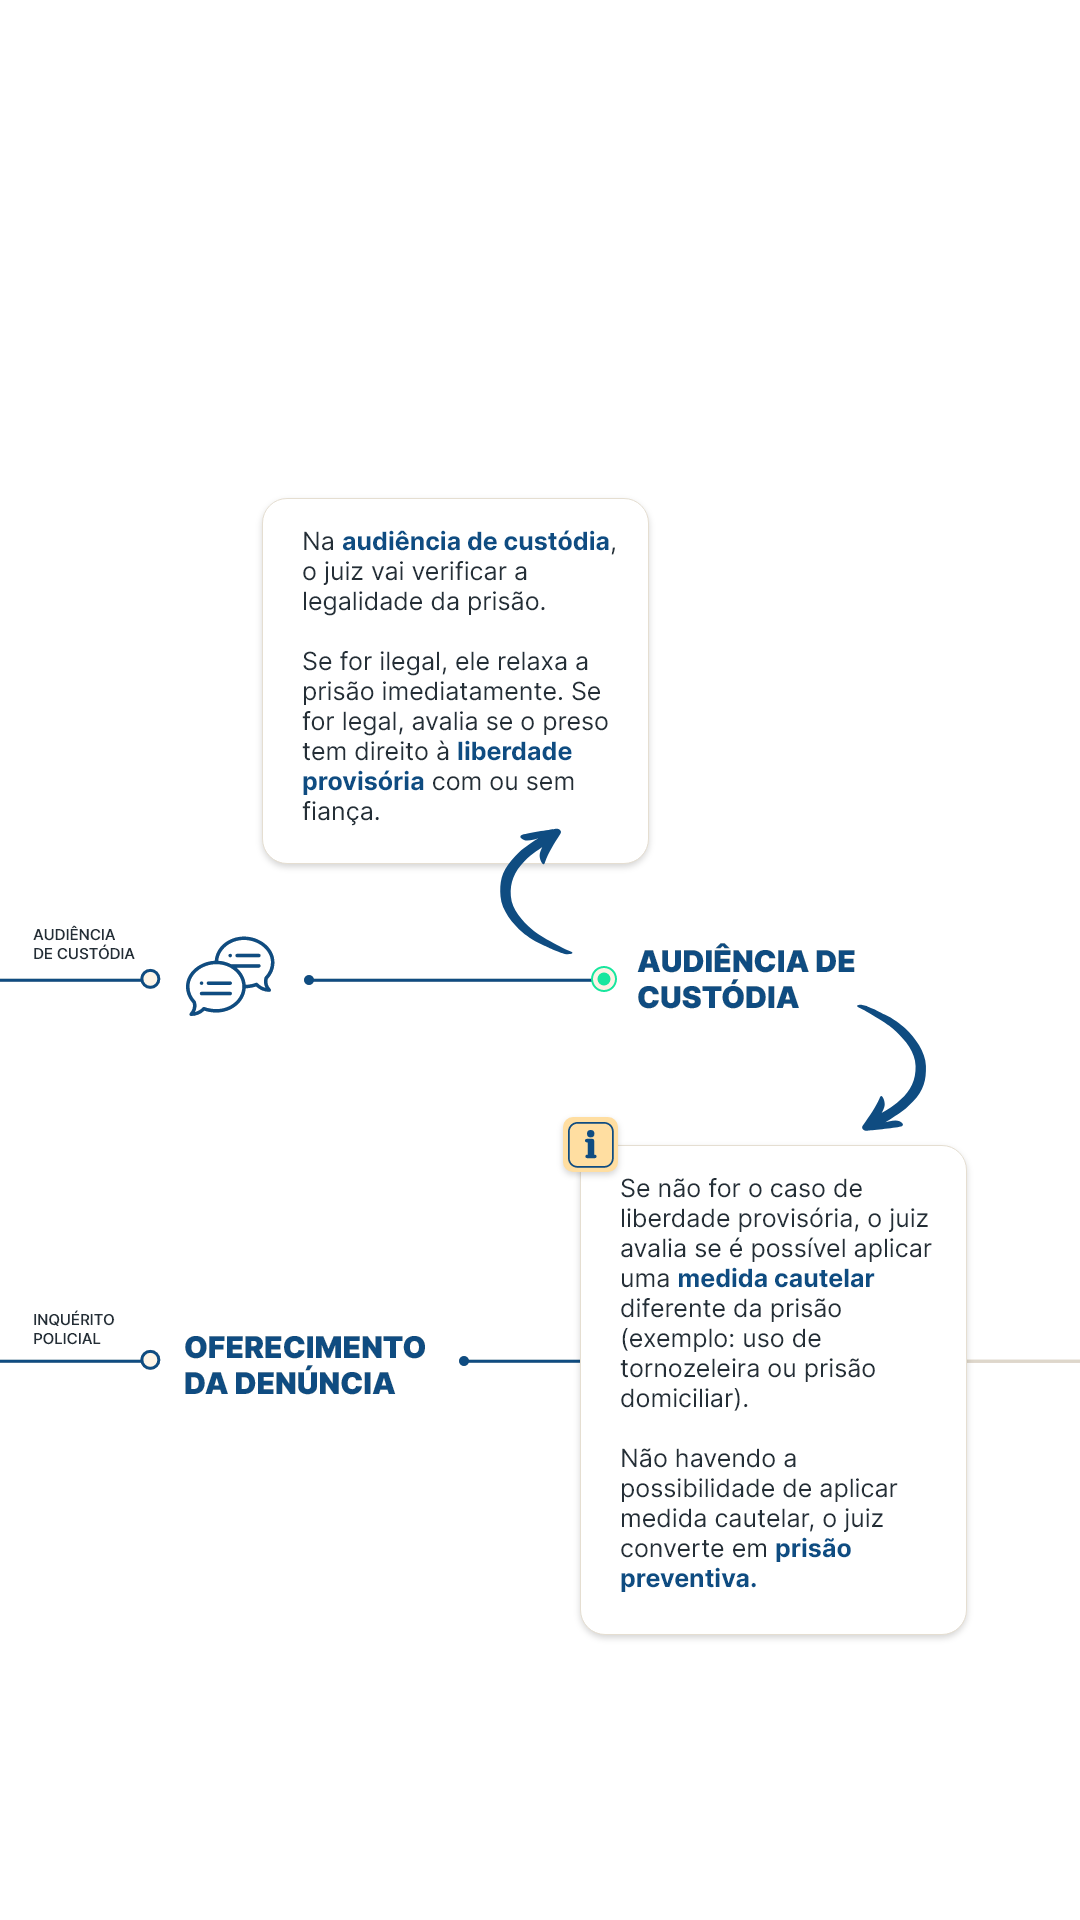 Na audiência de custódia,
o juiz vai verificar a
legalidade da prisão.
Se for ilegal, ele relaxa a
prisão imediatamente. Se
for legal, avalia se o preso
tem direito à liberdade
provisória com ou sem
fiança.
AUDIÊNCIA
DE CUSTÓDIA
AUDIÊNCIA DE
CUSTÓDIA
Se não for o caso de
liberdade provisória, o juiz
avalia se é possível aplicar
uma medida cautelar
diferente da prisão
(exemplo: uso de
tornozeleira ou prisão
domiciliar).
Não havendo a
possibilidade de aplicar
medida cautelar, o juiz
converte em prisão
preventiva.
INQUÉRITO
POLICIAL
OFERECIMENTO
DA DENÚNCIA